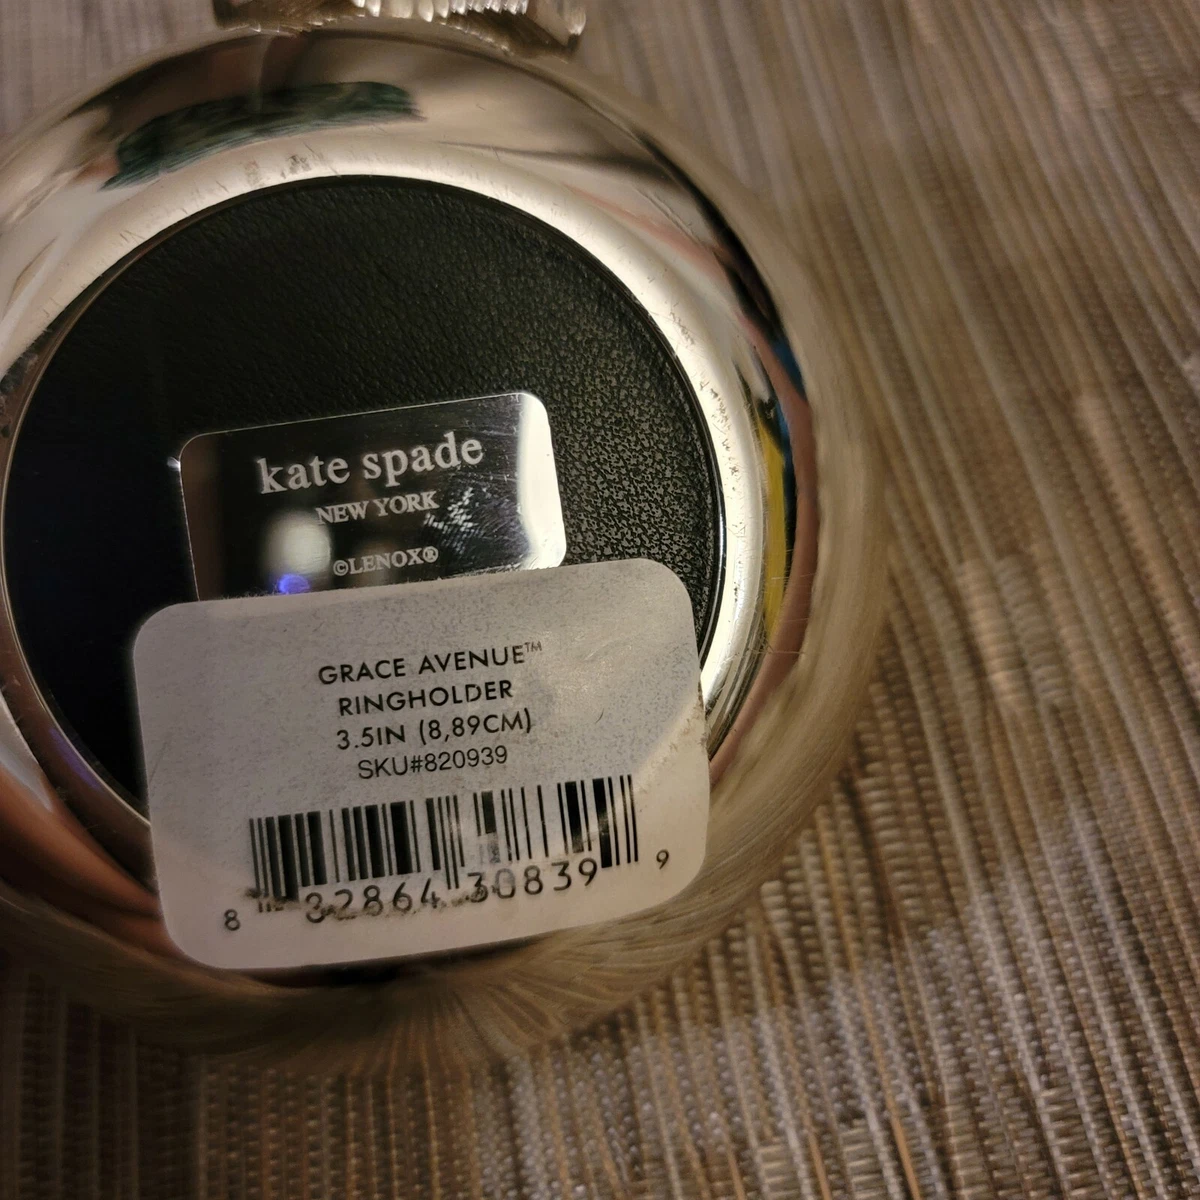 kate spade
NEW YORK
©LENOX®
GRACE AVENUE™
RINGHOLDER
3.5IN (8,89CM)
SKU#820939
8 32864 30839 9